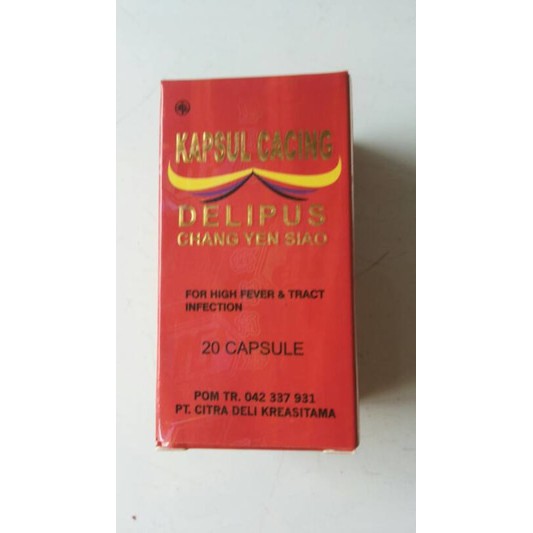 KAPSUL CACING
DELIPUS
CHANG YEN SIAO
FOR HIGH FEVER & TRACT
INFECTION
20 CAPSULE
POM TR. 042 337 931
PT. CITRA DELI KREASITAMA